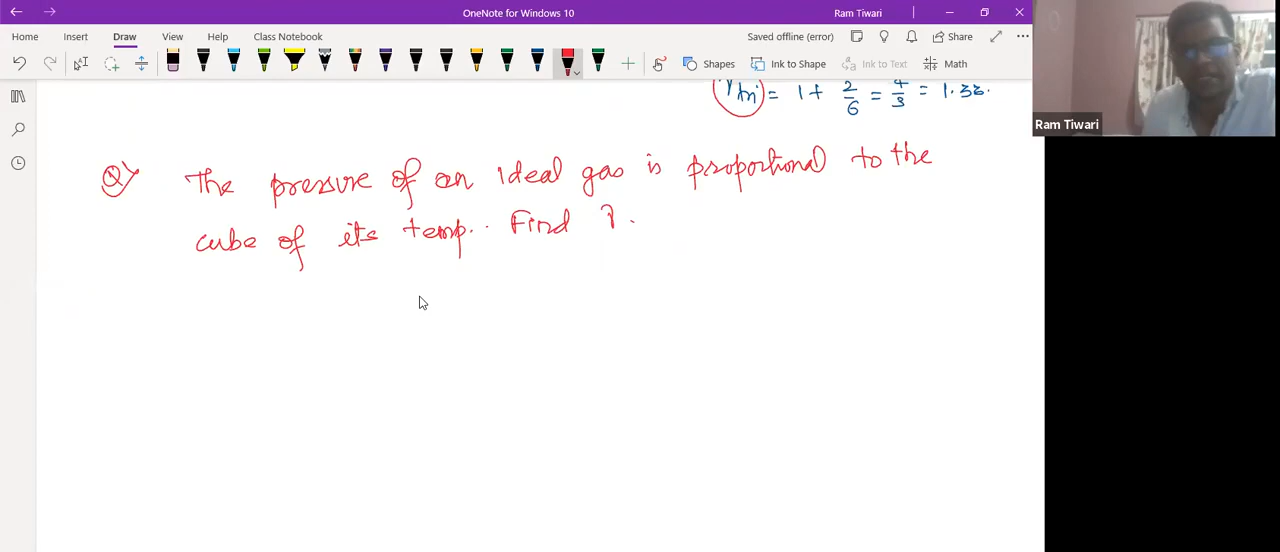 OneNote for Windows 10
Ram Tiwari
Home Insert Draw View Help Class Notebook
Saved offline (error) Share
Shapes Ink to Shape Ink to Text Math
= 1 + 2/6 = 4/3 = 1.33.
Ram Tiwari
Q) The pressure of an ideal gas is proportional to the
cube of its temp.. Find γ.